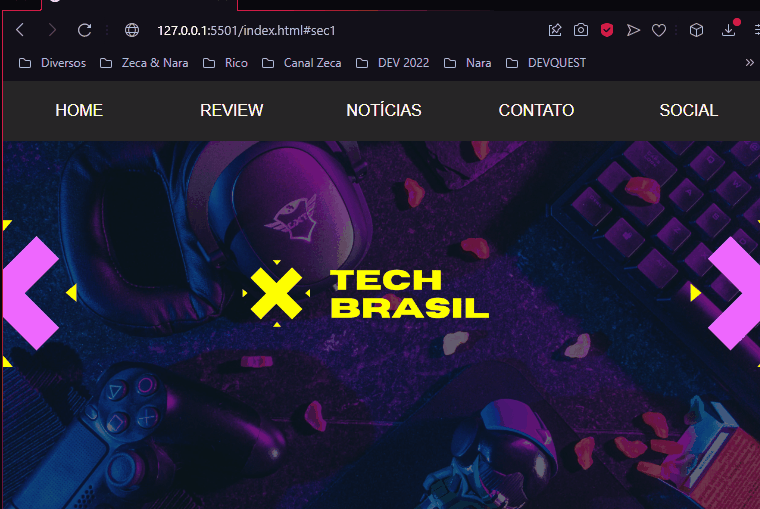 127.0.0.1:5501/index.html#sec1
Diversos Zeca & Nara Rico Canal Zeca DEV 2022 Nara DEVQUEST »
HOME REVIEW NOTÍCIAS CONTATO SOCIAL
TECH
BRASIL